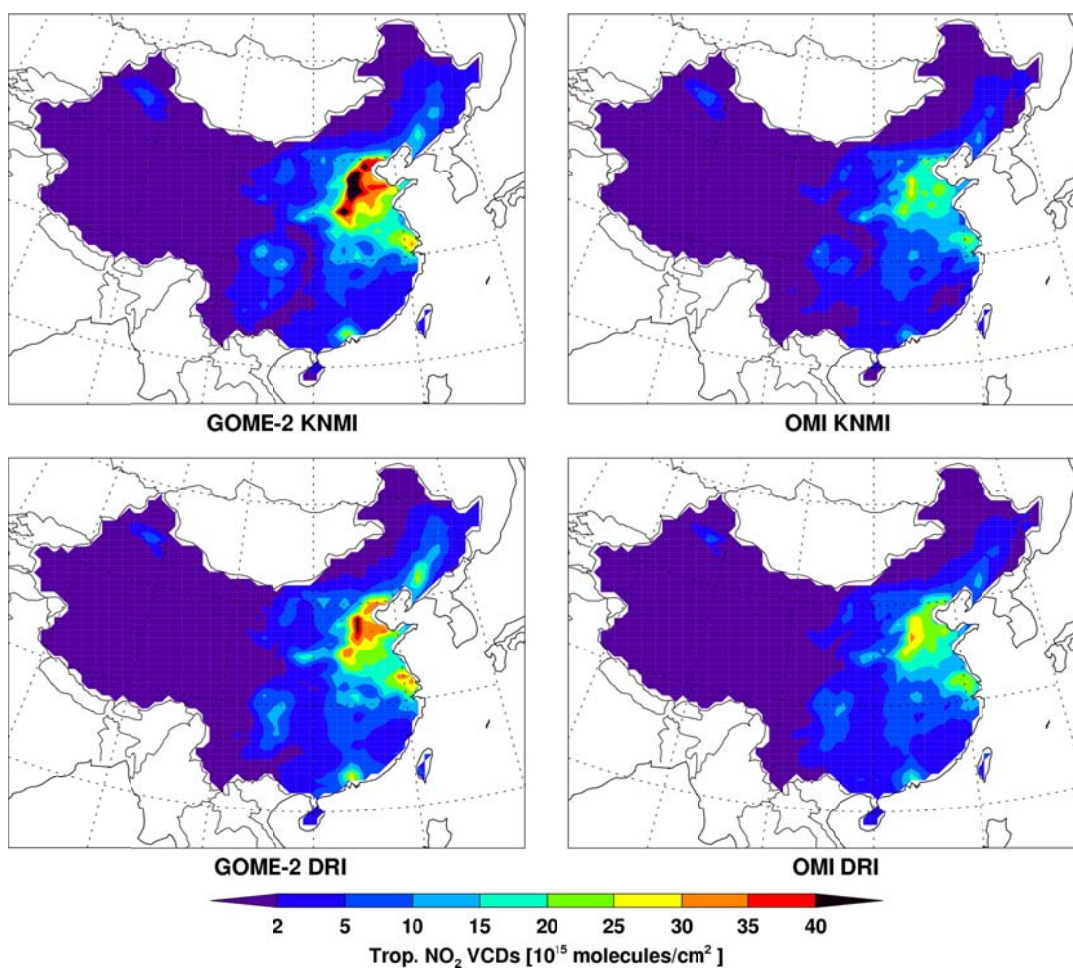 GOME-2 KNMI
OMI KNMI
GOME-2 DRI
OMI DRI
2 5 10 15 20 25 30 35 40
Trop. NO₂ VCDs [10¹⁵ molecules/cm²]